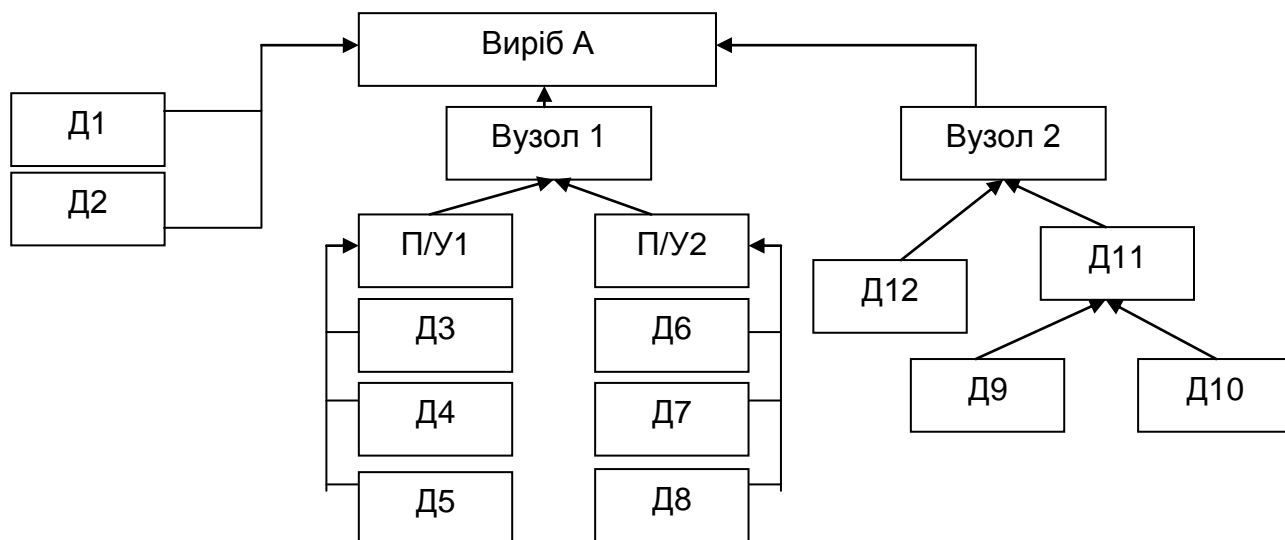 Виріб А
Д1
Вузол 1
Вузол 2
Д2
П/У1
П/У2
Д11
Д12
Д3
Д6
Д9
Д10
Д4
Д7
Д5
Д8